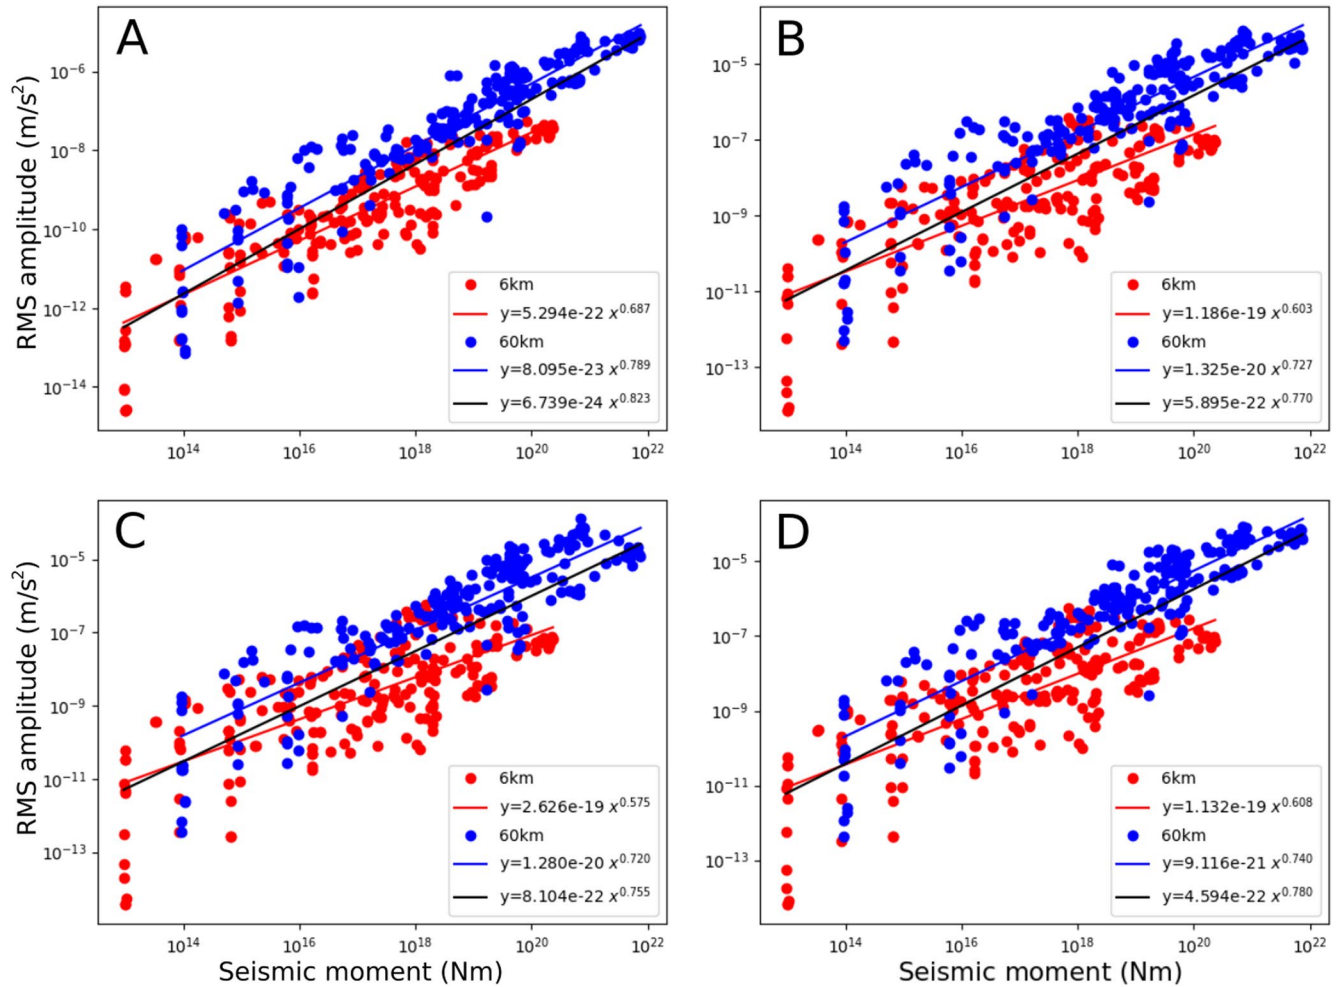 A
RMS amplitude (m/s²)
10⁻⁶
10⁻⁸
10⁻¹⁰
10⁻¹²
10⁻¹⁴
6km
y=5.294e-22 x^0.687
60km
y=8.095e-23 x^0.789
y=6.739e-24 x^0.823
10¹⁴ 10¹⁶ 10¹⁸ 10²⁰ 10²²
B
10⁻⁵
10⁻⁷
10⁻⁹
10⁻¹¹
10⁻¹³
6km
y=1.186e-19 x^0.603
60km
y=1.325e-20 x^0.727
y=5.895e-22 x^0.770
10¹⁴ 10¹⁶ 10¹⁸ 10²⁰ 10²²
C
RMS amplitude (m/s²)
10⁻⁵
10⁻⁷
10⁻⁹
10⁻¹¹
10⁻¹³
6km
y=2.626e-19 x^0.575
60km
y=1.280e-20 x^0.720
y=8.104e-22 x^0.755
10¹⁴ 10¹⁶ 10¹⁸ 10²⁰ 10²²
Seismic moment (Nm)
D
10⁻⁵
10⁻⁷
10⁻⁹
10⁻¹¹
10⁻¹³
6km
y=1.132e-19 x^0.608
60km
y=9.116e-21 x^0.740
y=4.594e-22 x^0.780
10¹⁴ 10¹⁶ 10¹⁸ 10²⁰ 10²²
Seismic moment (Nm)